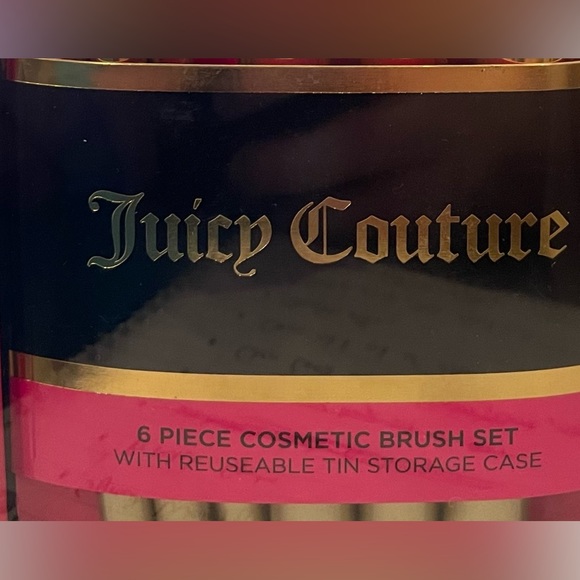 Juicy Couture
6 PIECE COSMETIC BRUSH SET
WITH REUSEABLE TIN STORAGE CASE